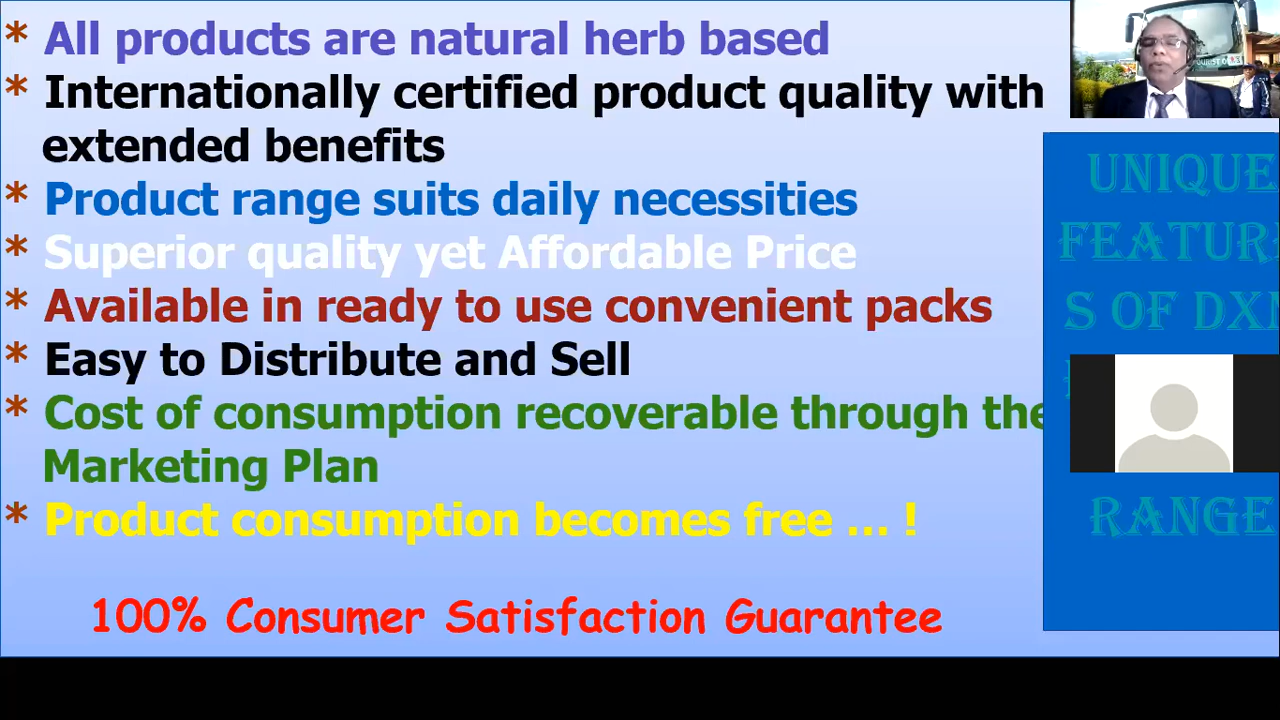 * All products are natural herb based
* Internationally certified product quality with
extended benefits
* Product range suits daily necessities
* Superior quality yet Affordable Price
* Available in ready to use convenient packs
* Easy to Distribute and Sell
* Cost of consumption recoverable through the
Marketing Plan
* Product consumption becomes free ... !
100% Consumer Satisfaction Guarantee
UNIQUE
FEATUR
S OF DX
RANGE